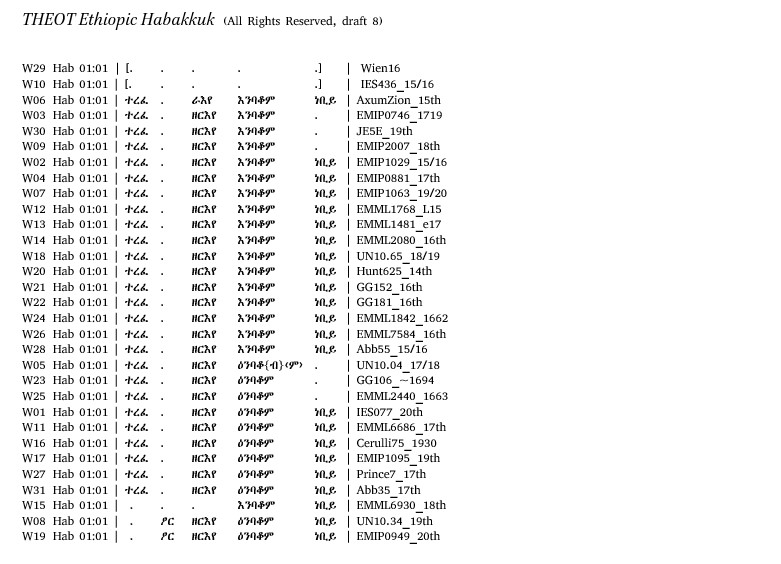 THEOT Ethiopic Habakkuk (All Rights Reserved, draft 8)
W29 Hab 01:01 | [. . . . .] | Wien16
W10 Hab 01:01 | [. . . . .] | IES436_15/16
W06 Hab 01:01 | ተረፈ . ራእየ እንባቆም ነቢይ | AxumZion_15th
W03 Hab 01:01 | ተረፈ . ዘርእየ እንባቆም . | EMIP0746_1719
W30 Hab 01:01 | ተረፈ . ዘርእየ እንባቆም . | JE5E_19th
W09 Hab 01:01 | ተረፈ . ዘርእየ እንባቆም . | EMIP2007_18th
W02 Hab 01:01 | ተረፈ . ዘርእየ እንባቆም ነቢይ | EMIP1029_15/16
W04 Hab 01:01 | ተረፈ . ዘርእየ እንባቆም ነቢይ | EMIP0881_17th
W07 Hab 01:01 | ተረፈ . ዘርእየ እንባቆም ነቢይ | EMIP1063_19/20
W12 Hab 01:01 | ተረፈ . ዘርእየ እንባቆም ነቢይ | EMML1768_L15
W13 Hab 01:01 | ተረፈ . ዘርእየ እንባቆም ነቢይ | EMML1481_e17
W14 Hab 01:01 | ተረፈ . ዘርእየ እንባቆም ነቢይ | EMML2080_16th
W18 Hab 01:01 | ተረፈ . ዘርእየ እንባቆም ነቢይ | UN10.65_18/19
W20 Hab 01:01 | ተረፈ . ዘርእየ እንባቆም ነቢይ | Hunt625_14th
W21 Hab 01:01 | ተረፈ . ዘርእየ እንባቆም ነቢይ | GG152_16th
W22 Hab 01:01 | ተረፈ . ዘርእየ እንባቆም ነቢይ | GG181_16th
W24 Hab 01:01 | ተረፈ . ዘርእየ እንባቆም ነቢይ | EMML1842_1662
W26 Hab 01:01 | ተረፈ . ዘርእየ እንባቆም ነቢይ | EMML7584_16th
W28 Hab 01:01 | ተረፈ . ዘርእየ እንባቆም ነቢይ | Abb55_15/16
W05 Hab 01:01 | ተረፈ . ዘርእየ ዕንባቆ{ብ}‹ም› . | UN10.04_17/18
W23 Hab 01:01 | ተረፈ . ዘርእየ ዕንባቆም . | GG106_~1694
W25 Hab 01:01 | ተረፈ . ዘርእየ ዕንባቆም . | EMML2440_1663
W01 Hab 01:01 | ተረፈ . ዘርእየ ዕንባቆም ነቢይ | IES077_20th
W11 Hab 01:01 | ተረፈ . ዘርእየ ዕንባቆም ነቢይ | EMML6686_17th
W16 Hab 01:01 | ተረፈ . ዘርእየ ዕንባቆም ነቢይ | Cerulli75_1930
W17 Hab 01:01 | ተረፈ . ዘርእየ ዕንባቆም ነቢይ | EMIP1095_19th
W27 Hab 01:01 | ተረፈ . ዘርእየ ዕንባቆም ነቢይ | Prince7_17th
W31 Hab 01:01 | ተረፈ . ዘርእየ ዕንባቆም ነቢይ | Abb35_17th
W15 Hab 01:01 | . . . እንባቆም ነቢይ | EMML6930_18th
W08 Hab 01:01 | . ፆር ዘርእየ ዕንባቆም ነቢይ | UN10.34_19th
W19 Hab 01:01 | . ፆር ዘርእየ ዕንባቆም ነቢይ | EMIP0949_20th